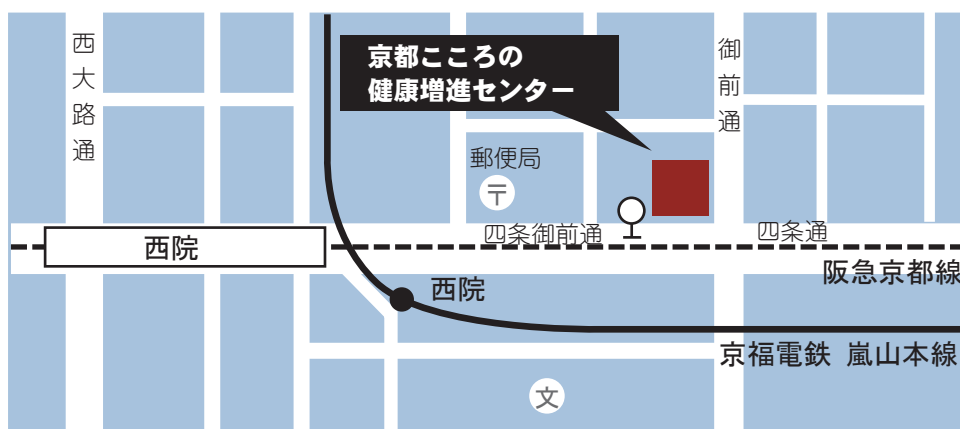 西大路通
京都こころの
健康増進センター
御前通
郵便局
〒
四条御前通
四条通
西院
阪急京都線
西院
京福電鉄 嵐山本線
文